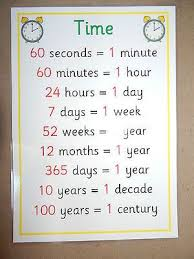 Time
60 seconds = 1 minute
60 minutes = 1 hour
24 hours = 1 day
7 days = 1 week
52 weeks = year
12 months = 1 year
365 days = 1 year
10 years = 1 decade
100 years = 1 century